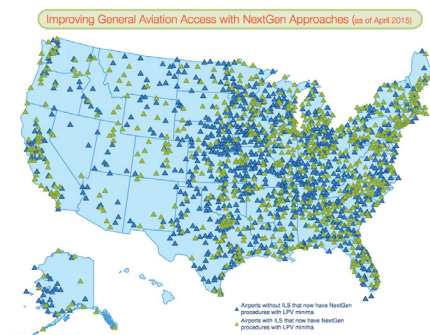 Improving General Aviation Access with NextGen Approaches (as of April 2015)
Airports without ILS that now have NextGen
procedures with LPV minima
Airports with ILS that now have NextGen
procedures with LPV minima